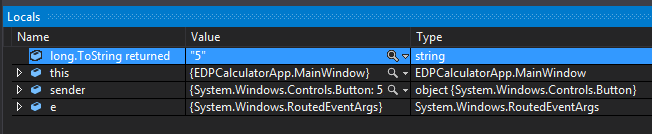 Locals
Name Value Type
long.ToString returned "5" string
this {EDPCalculatorApp.MainWindow} EDPCalculatorApp.MainWindow
sender {System.Windows.Controls.Button: 5 object {System.Windows.Controls.Button}
e {System.Windows.RoutedEventArgs} System.Windows.RoutedEventArgs